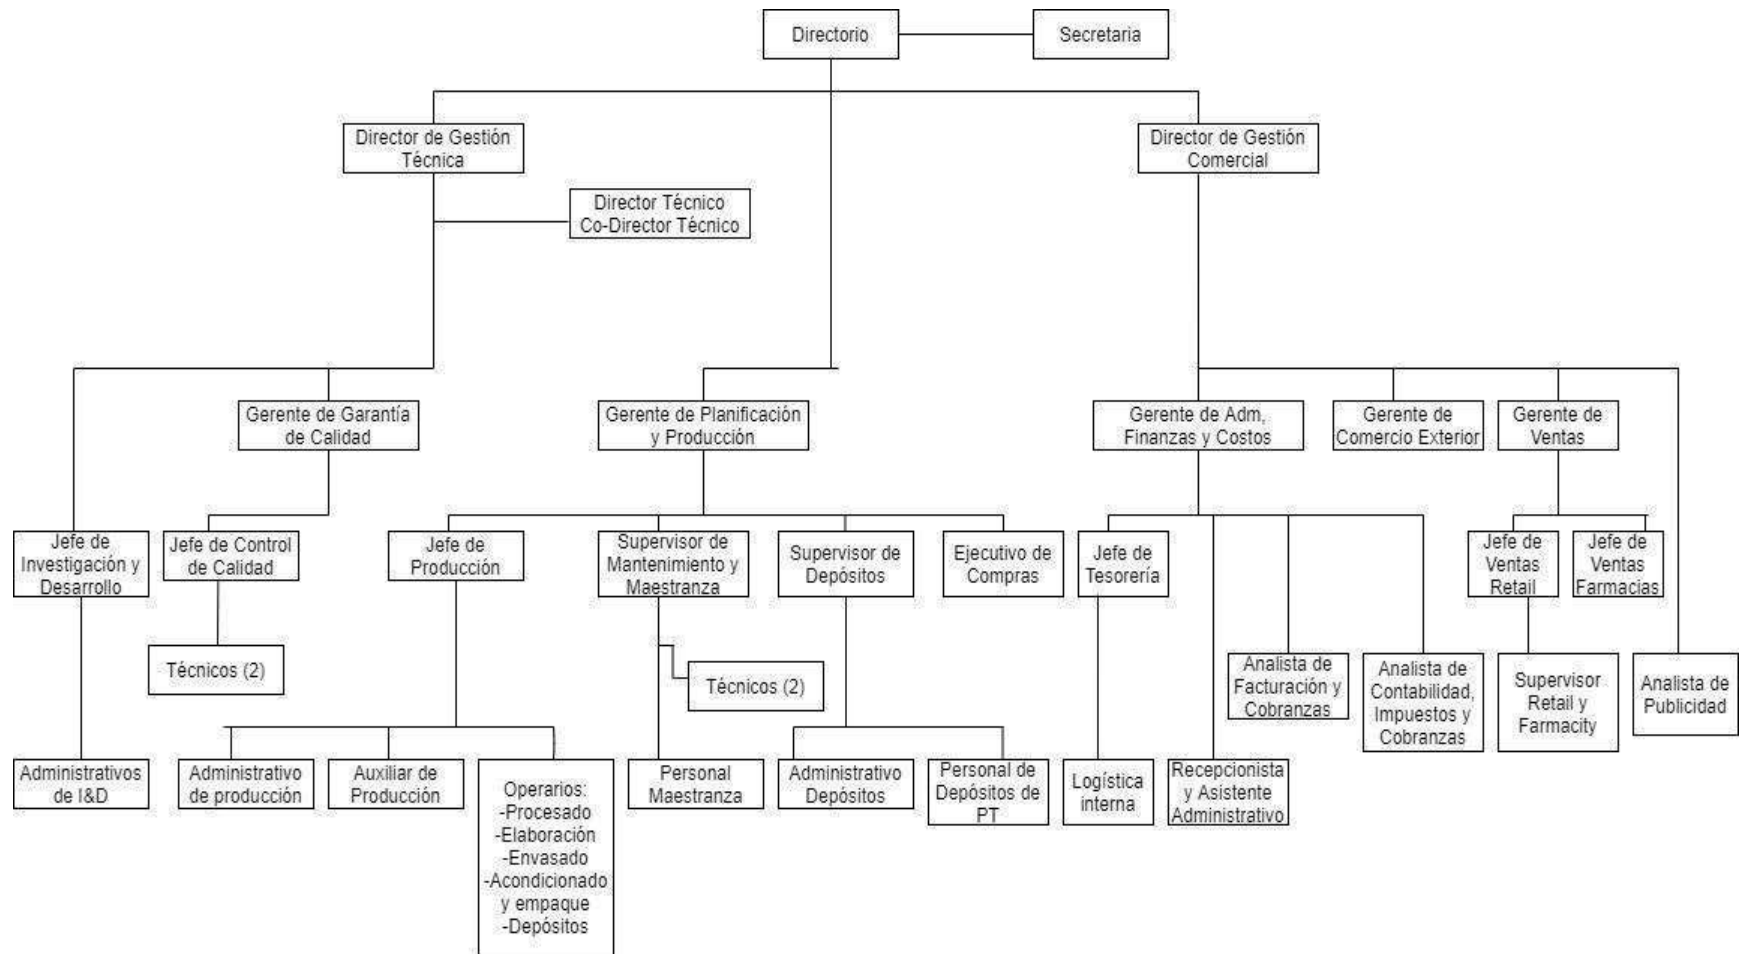 Directorio
Secretaria
Director de Gestión
Técnica
Director de Gestión
Comercial
Director Técnico
Co-Director Técnico
Gerente de Garantía
de Calidad
Gerente de Planificación
y Producción
Gerente de Adm,
Finanzas y Costos
Gerente de
Comercio Exterior
Gerente de
Ventas
Jefe de
Investigación y
Desarrollo
Jefe de Control
de Calidad
Jefe de
Producción
Supervisor de
Mantenimiento y
Maestranza
Supervisor de
Depósitos
Ejecutivo de
Compras
Jefe de
Tesorería
Jefe de
Ventas
Retail
Jefe de
Ventas
Farmacias
Técnicos (2)
Técnicos (2)
Analista de
Facturación y
Cobranzas
Analista de
Contabilidad,
Impuestos y
Cobranzas
Supervisor
Retail y
Farmacity
Analista de
Publicidad
Administrativos
de I&D
Administrativo
de producción
Auxiliar de
Producción
Operarios:
-Procesado
-Elaboración
-Envasado
-Acondicionado
y empaque
-Depósitos
Personal
Maestranza
Administrativo
Depósitos
Personal de
Depósitos de
PT
Logística
interna
Recepcionista
y Asistente
Administrativo